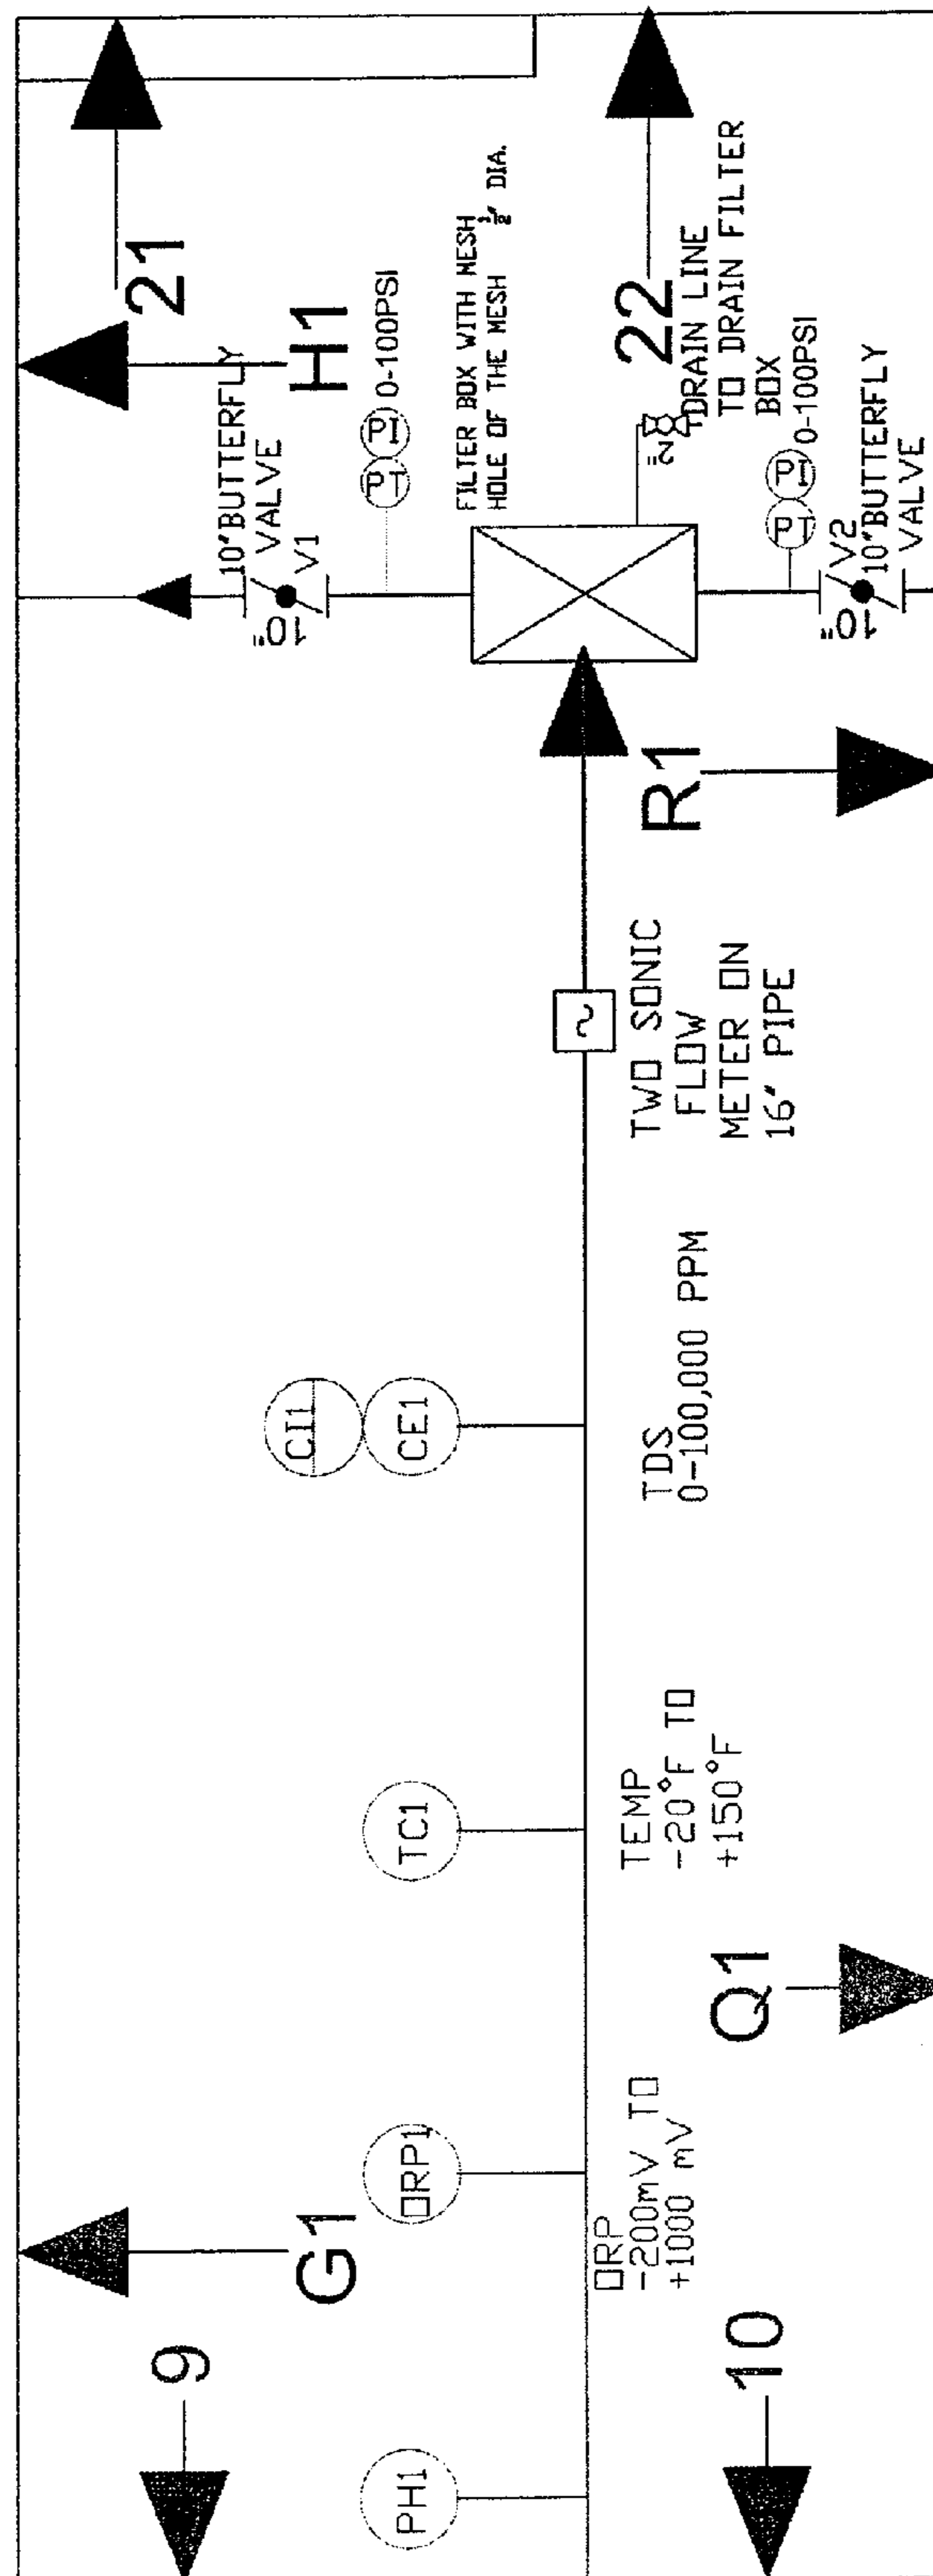 9
10
PH1
G1
ORP1
ORP
-200mV TO
+1000 mV
Q1
TC1
TEMP
-20°F TO
+150°F
CI1
CE1
TDS
0-100,000 PPM
TWO SONIC
FLOW
METER ON
16" PIPE
R1
10"BUTTERFLY
VALVE
V1
10"
PT
PI
0-100PSI
H1
21
FILTER BOX WITH MESH
HOLE OF THE MESH 1/2" DIA.
2"
22
DRAIN LINE
TO DRAIN FILTER
BOX
PT
PI
0-100PSI
V2
10"
10"BUTTERFLY
VALVE